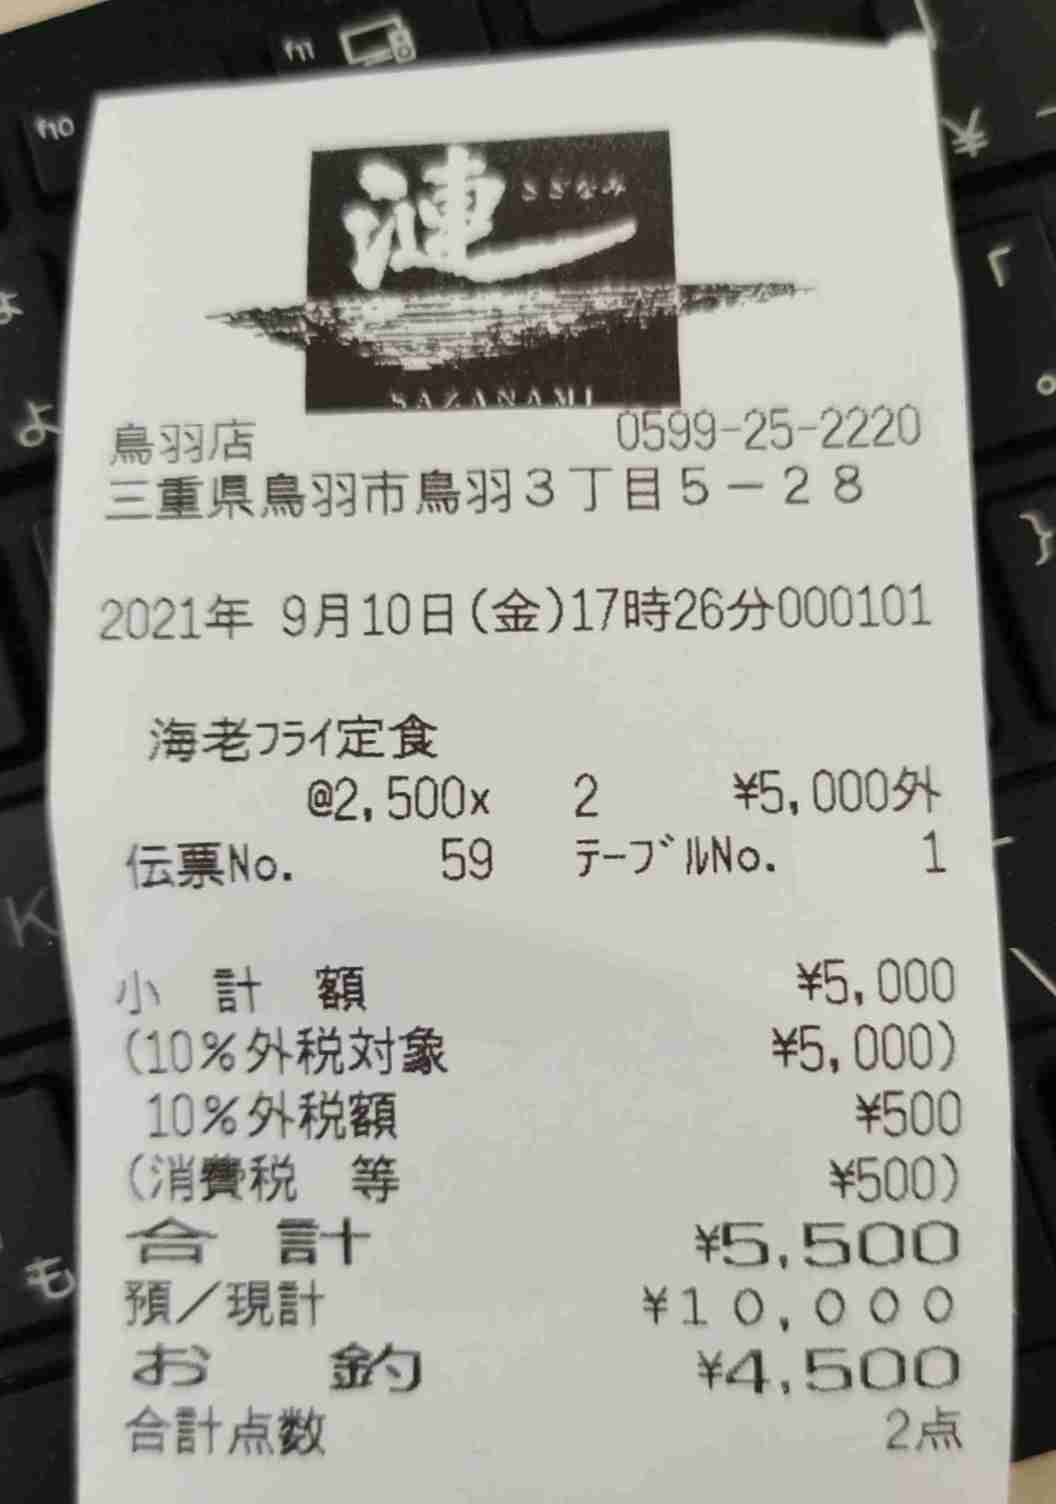 f11
f10
¥
漣
さざなみ
SAZANAMI
鳥羽店 0599-25-2220
三重県鳥羽市鳥羽3丁目5-28
2021年 9月10日(金)17時26分000101
海老フライ定食
@2,500x 2 ¥5,000外
伝票No. 59 テーブルNo. 1
小 計 額 ¥5,000
(10%外税対象 ¥5,000)
10%外税額 ¥500
(消費税 等 ¥500)
合 計 ¥5,500
預/現計 ¥10,000
お 釣 ¥4,500
合計点数 2点
「
。
}
ょ
よ
K
も